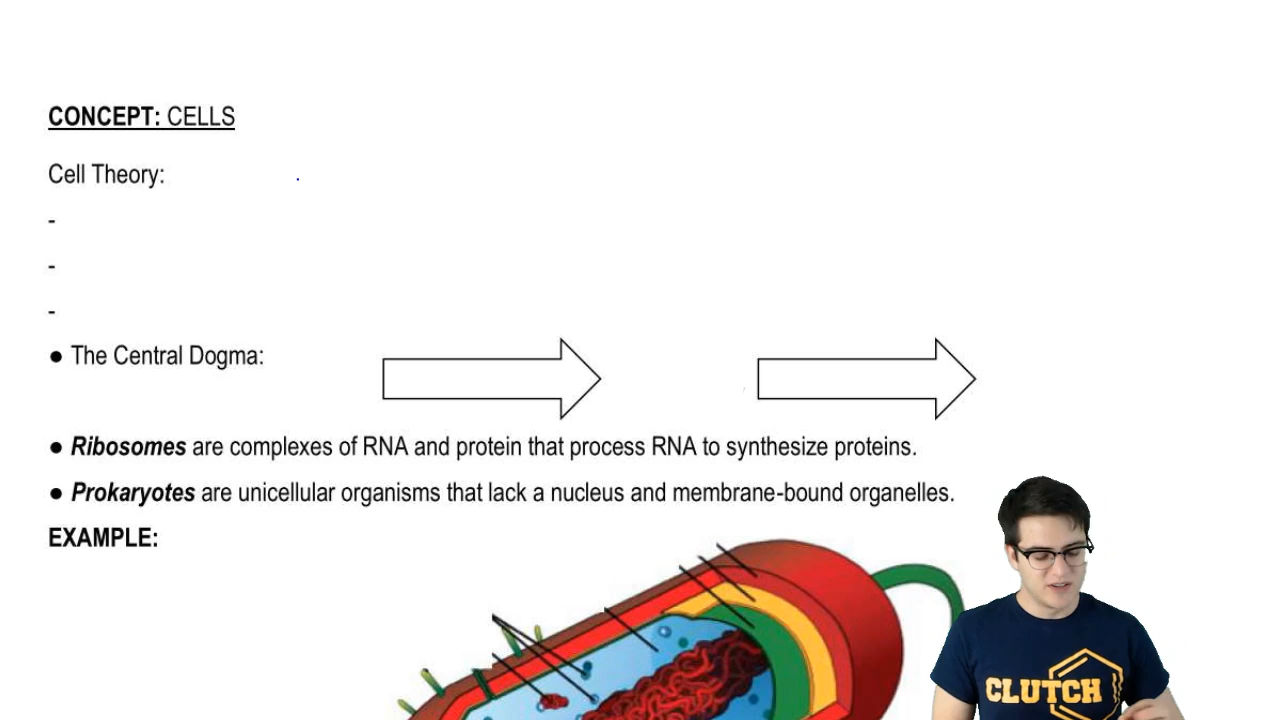 CONCEPT: CELLS
Cell Theory:
-
-
-
● The Central Dogma:
● Ribosomes are complexes of RNA and protein that process RNA to synthesize proteins.
● Prokaryotes are unicellular organisms that lack a nucleus and membrane-bound organelles.
EXAMPLE:
CLUTCH